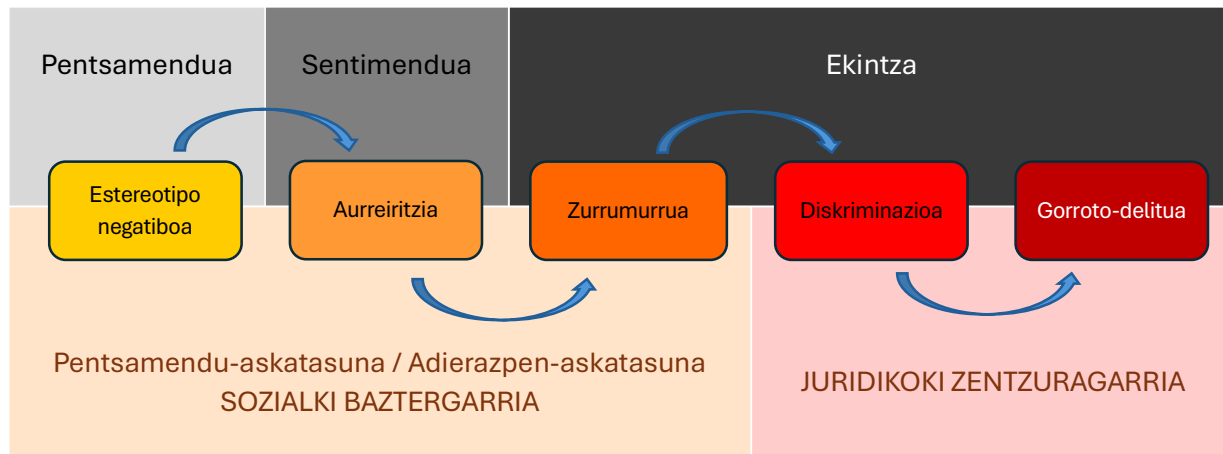 Pentsamendua
Sentimendua
Ekintza
Estereotipo
negatiboa
Aurreiritzia
Zurrumurrua
Diskriminazioa
Gorroto-delitua
Pentsamendu-askatasuna / Adierazpen-askatasuna
SOZIALKI BAZTERGARRIA
JURIDIKOKI ZENTZURAGARRIA